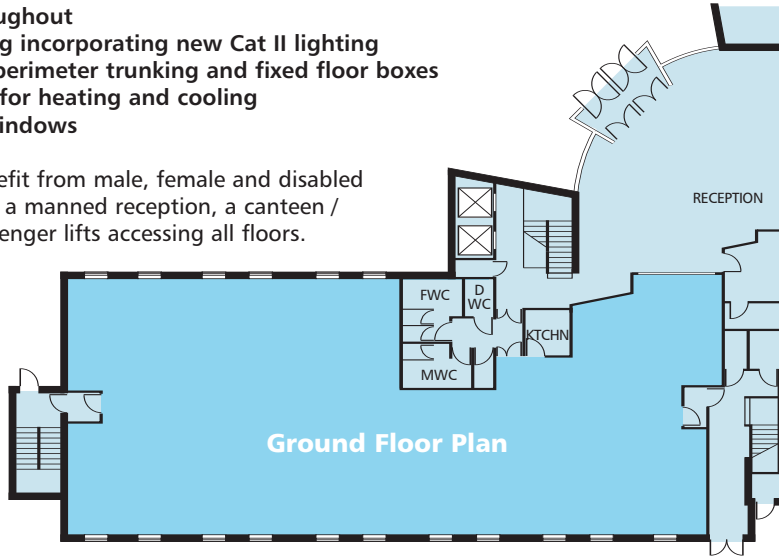 ughout
g incorporating new Cat II lighting
perimeter trunking and fixed floor boxes
for heating and cooling
indows
efit from male, female and disabled
a manned reception, a canteen /
enger lifts accessing all floors.
RECEPTION
FWC
D
WC
KTCHN
MWC
Ground Floor Plan